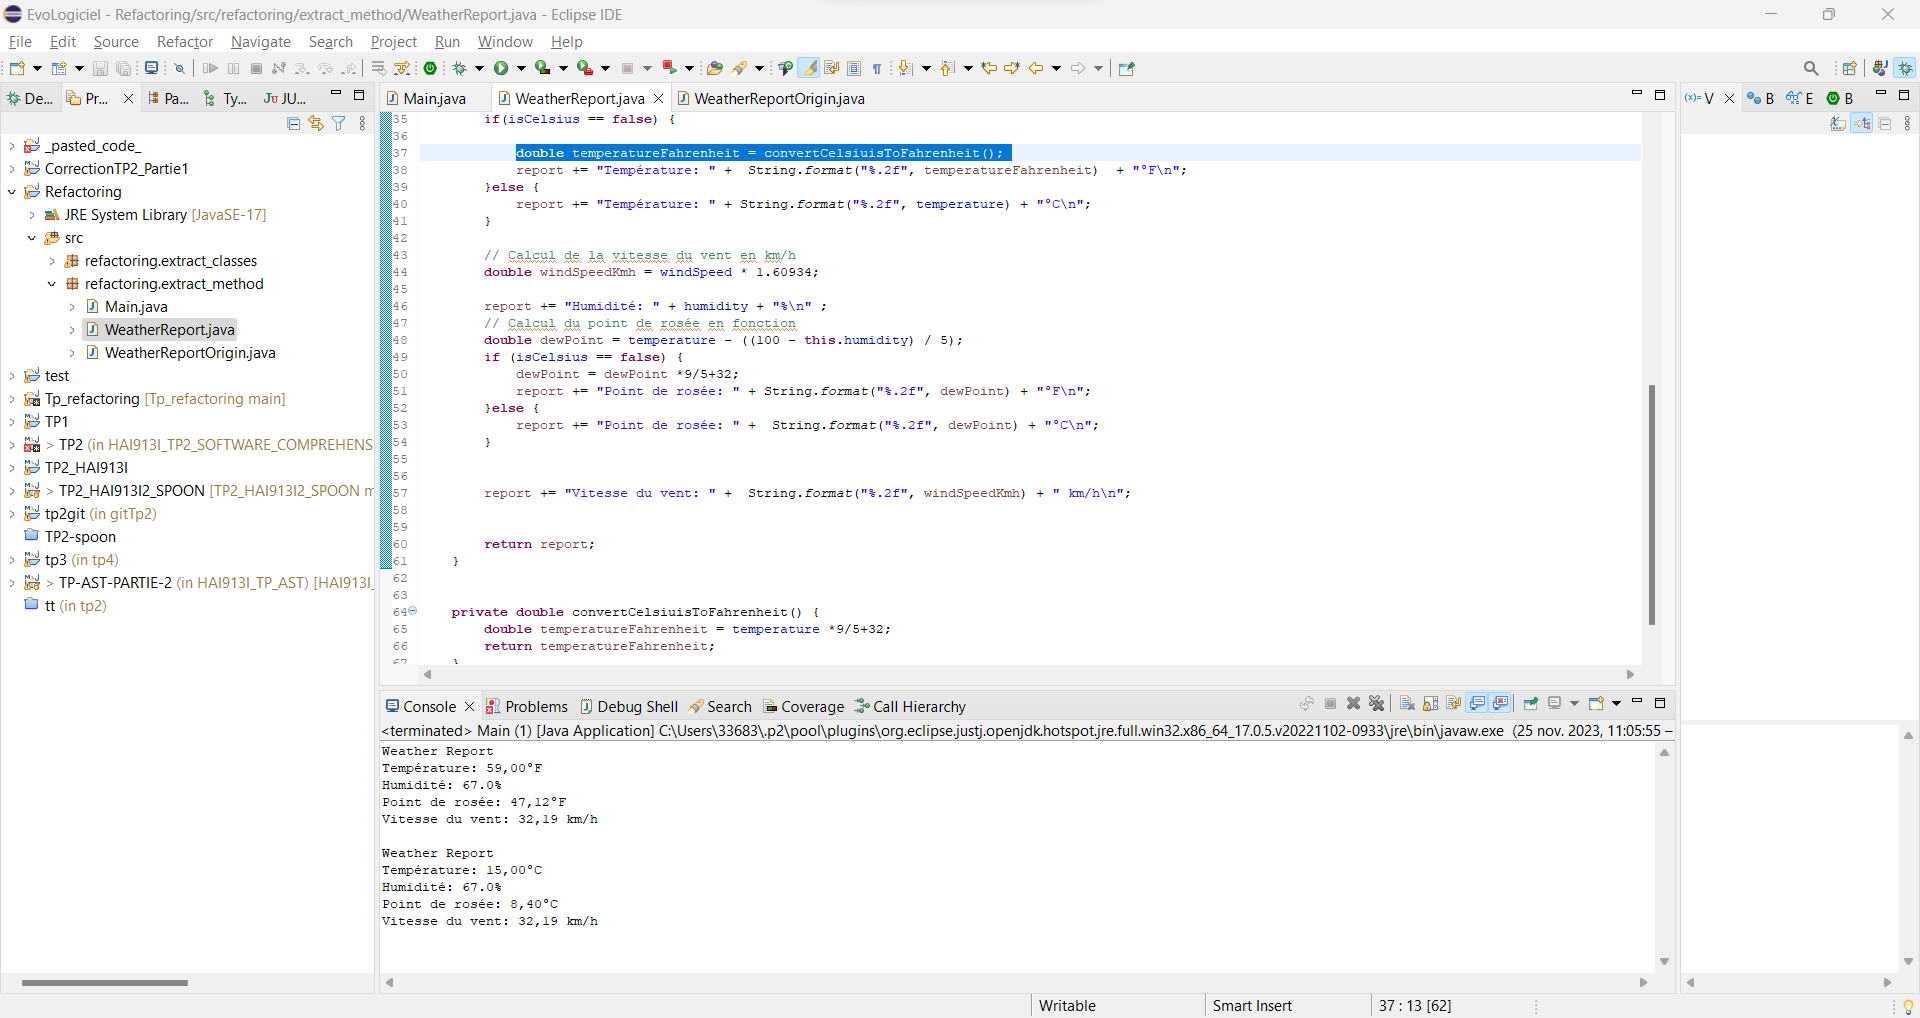 EvoLogiciel - Refactoring/src/refactoring/extract_method/WeatherReport.java - Eclipse IDE
File Edit Source Refactor Navigate Search Project Run Window Help
De... Pr... Pa... Ty... JU...
_pasted_code_
CorrectionTP2_Partie1
Refactoring
JRE System Library [JavaSE-17]
src
refactoring.extract_classes
refactoring.extract_method
Main.java
WeatherReport.java
WeatherReportOrigin.java
test
Tp_refactoring [Tp_refactoring main]
TP1
> TP2 (in HAI913I_TP2_SOFTWARE_COMPREHENS
TP2_HAI913I
> TP2_HAI913I2_SPOON [TP2_HAI913I2_SPOON m
tp2git (in gitTp2)
TP2-spoon
tp3 (in tp4)
> TP-AST-PARTIE-2 (in HAI913I_TP_AST) [HAI913I_
tt (in tp2)
Main.java WeatherReport.java WeatherReportOrigin.java
35 if(isCelsius == false) {
36
37 double temperatureFahrenheit = convertCelsiuisToFahrenheit();
38 report += "Température: " + String.format("%.2f", temperatureFahrenheit) + "°F\n";
39 }else {
40 report += "Température: " + String.format("%.2f", temperature) + "°C\n";
41 }
42
43 // Calcul de la vitesse du vent en km/h
44 double windSpeedKmh = windSpeed * 1.60934;
45
46 report += "Humidité: " + humidity + "%\n" ;
47 // Calcul du point de rosée en fonction
48 double dewPoint = temperature - ((100 - this.humidity) / 5);
49 if (isCelsius == false) {
50 dewPoint = dewPoint *9/5+32;
51 report += "Point de rosée: " + String.format("%.2f", dewPoint) + "°F\n";
52 }else {
53 report += "Point de rosée: " + String.format("%.2f", dewPoint) + "°C\n";
54 }
55
56
57 report += "Vitesse du vent: " + String.format("%.2f", windSpeedKmh) + " km/h\n";
58
59
60 return report;
61 }
62
63
64 private double convertCelsiuisToFahrenheit() {
65 double temperatureFahrenheit = temperature *9/5+32;
66 return temperatureFahrenheit;
67 }
(x)= V B E B
Console Problems Debug Shell Search Coverage Call Hierarchy
<terminated> Main (1) [Java Application] C:\Users\33683\.p2\pool\plugins\org.eclipse.justj.openjdk.hotspot.jre.full.win32.x86_64_17.0.5.v20221102-0933\jre\bin\javaw.exe (25 nov. 2023, 11:05:55 –
Weather Report
Température: 59,00°F
Humidité: 67.0%
Point de rosée: 47,12°F
Vitesse du vent: 32,19 km/h
Weather Report
Température: 15,00°C
Humidité: 67.0%
Point de rosée: 8,40°C
Vitesse du vent: 32,19 km/h
Writable Smart Insert 37 : 13 [62]